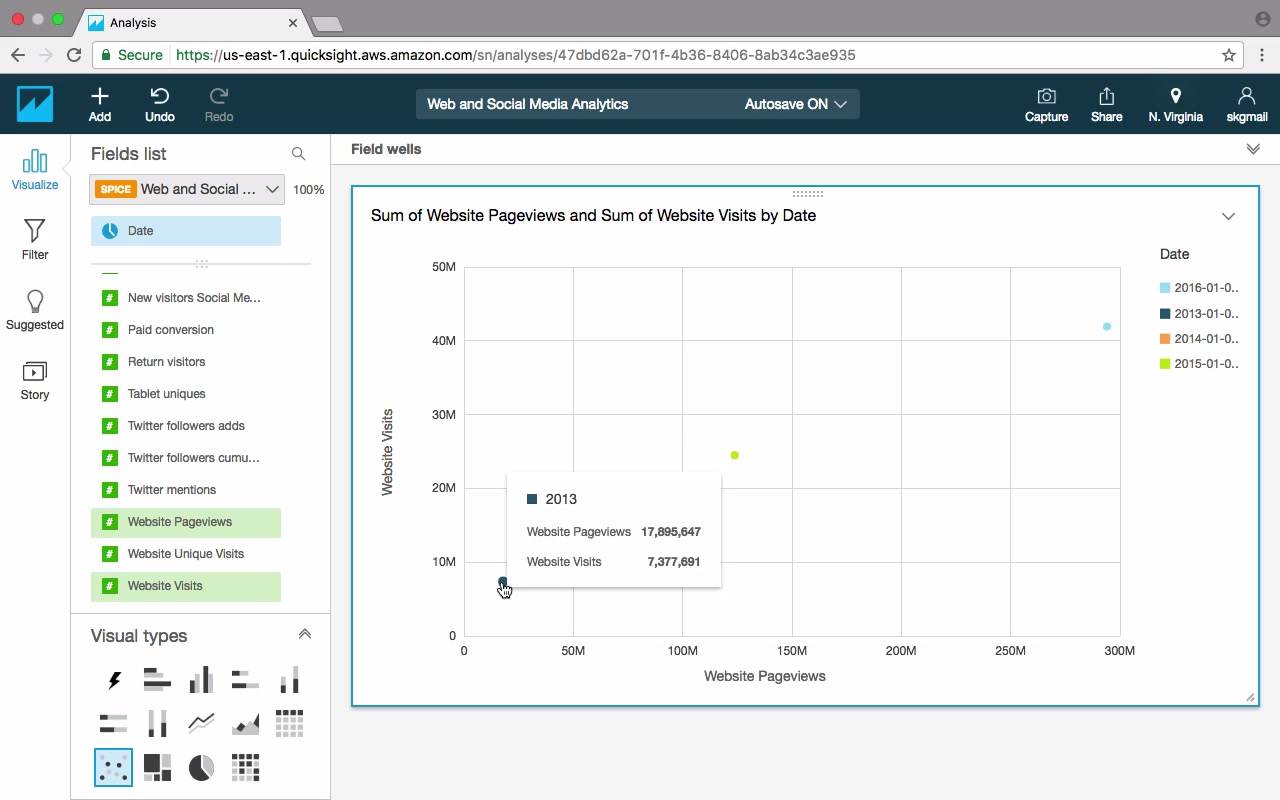 Analysis
Secure https://us-east-1.quicksight.aws.amazon.com/sn/analyses/47dbd62a-701f-4b36-8406-8ab34c3ae935
Add
Undo
Redo
Web and Social Media Analytics
Autosave ON
Capture
Share
N. Virginia
skgmail
Visualize
Filter
Suggested
Story
Fields list
SPICE Web and Social ... 100%
Date
# New visitors Social Me...
# Paid conversion
# Return visitors
# Tablet uniques
# Twitter followers adds
# Twitter followers cumu...
# Twitter mentions
# Website Pageviews
# Website Unique Visits
# Website Visits
Visual types
Field wells
Sum of Website Pageviews and Sum of Website Visits by Date
Website Visits
50M
40M
30M
20M
10M
0
0 50M 100M 150M 200M 250M 300M
Website Pageviews
2013
Website Pageviews 17,895,647
Website Visits 7,377,691
Date
2016-01-0..
2013-01-0..
2014-01-0..
2015-01-0..